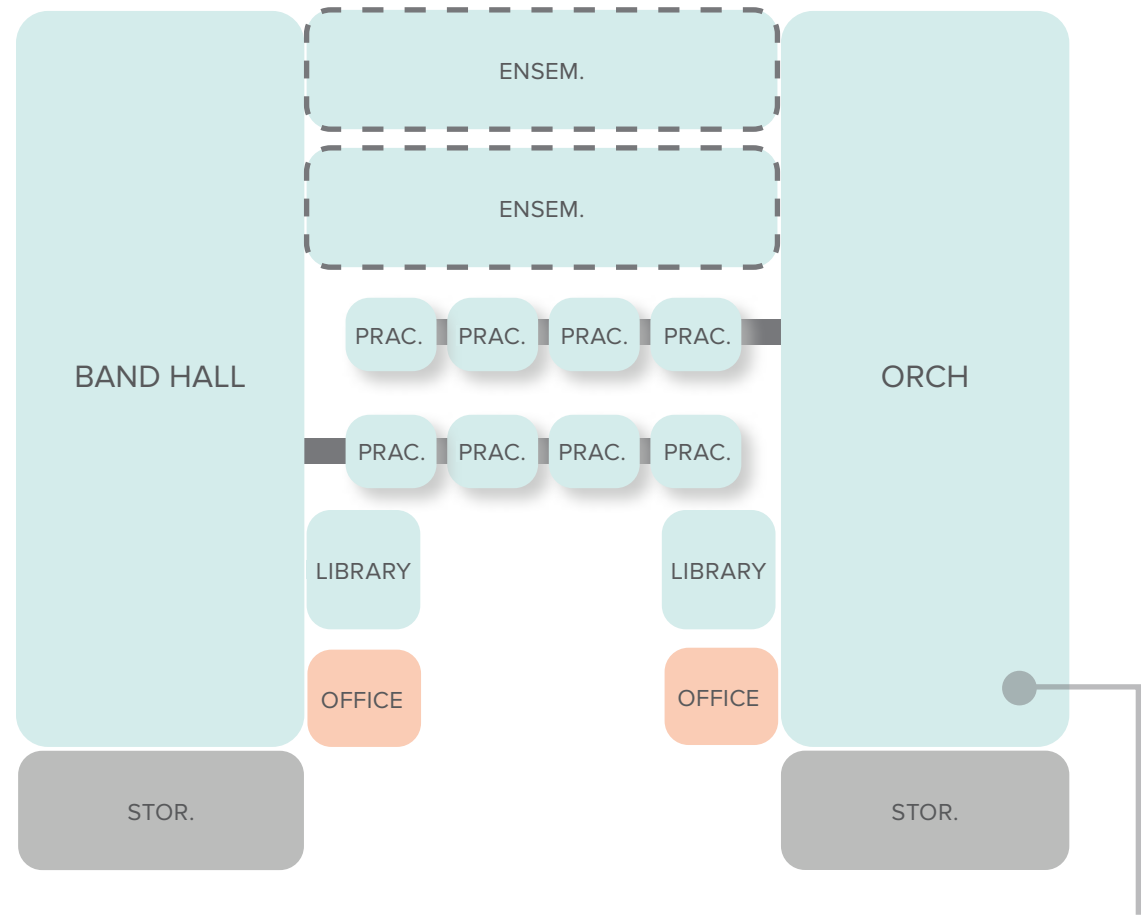 ENSEM.
ENSEM.
PRAC. PRAC. PRAC. PRAC.
BAND HALL
ORCH
PRAC. PRAC. PRAC. PRAC.
LIBRARY
LIBRARY
OFFICE
OFFICE
STOR.
STOR.